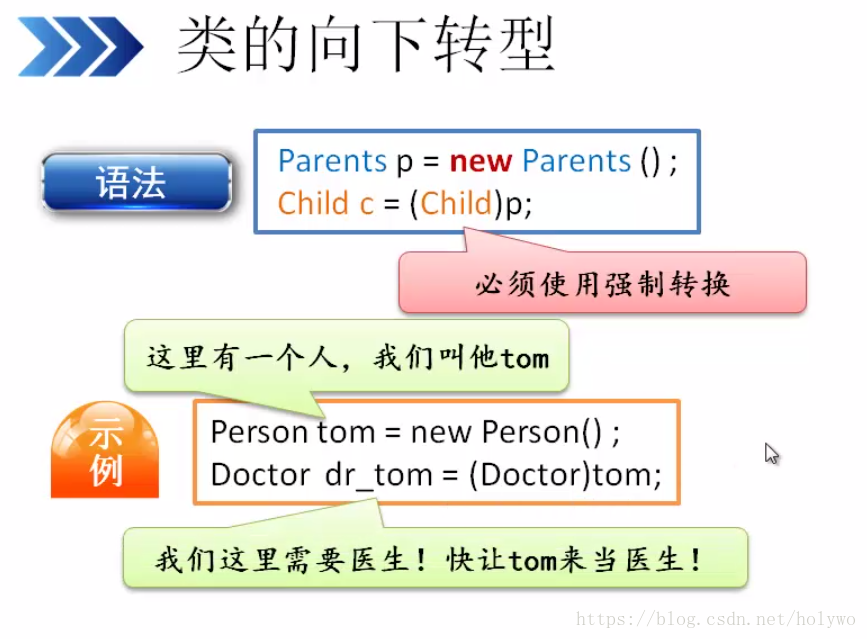 类的向下转型
语法
Parents p = new Parents () ;
Child c = (Child)p;
必须使用强制转换
这里有一个人，我们叫他tom
示
例
Person tom = new Person() ;
Doctor dr_tom = (Doctor)tom;
我们这里需要医生！快让tom来当医生！
https://blog.csdn.net/holywo